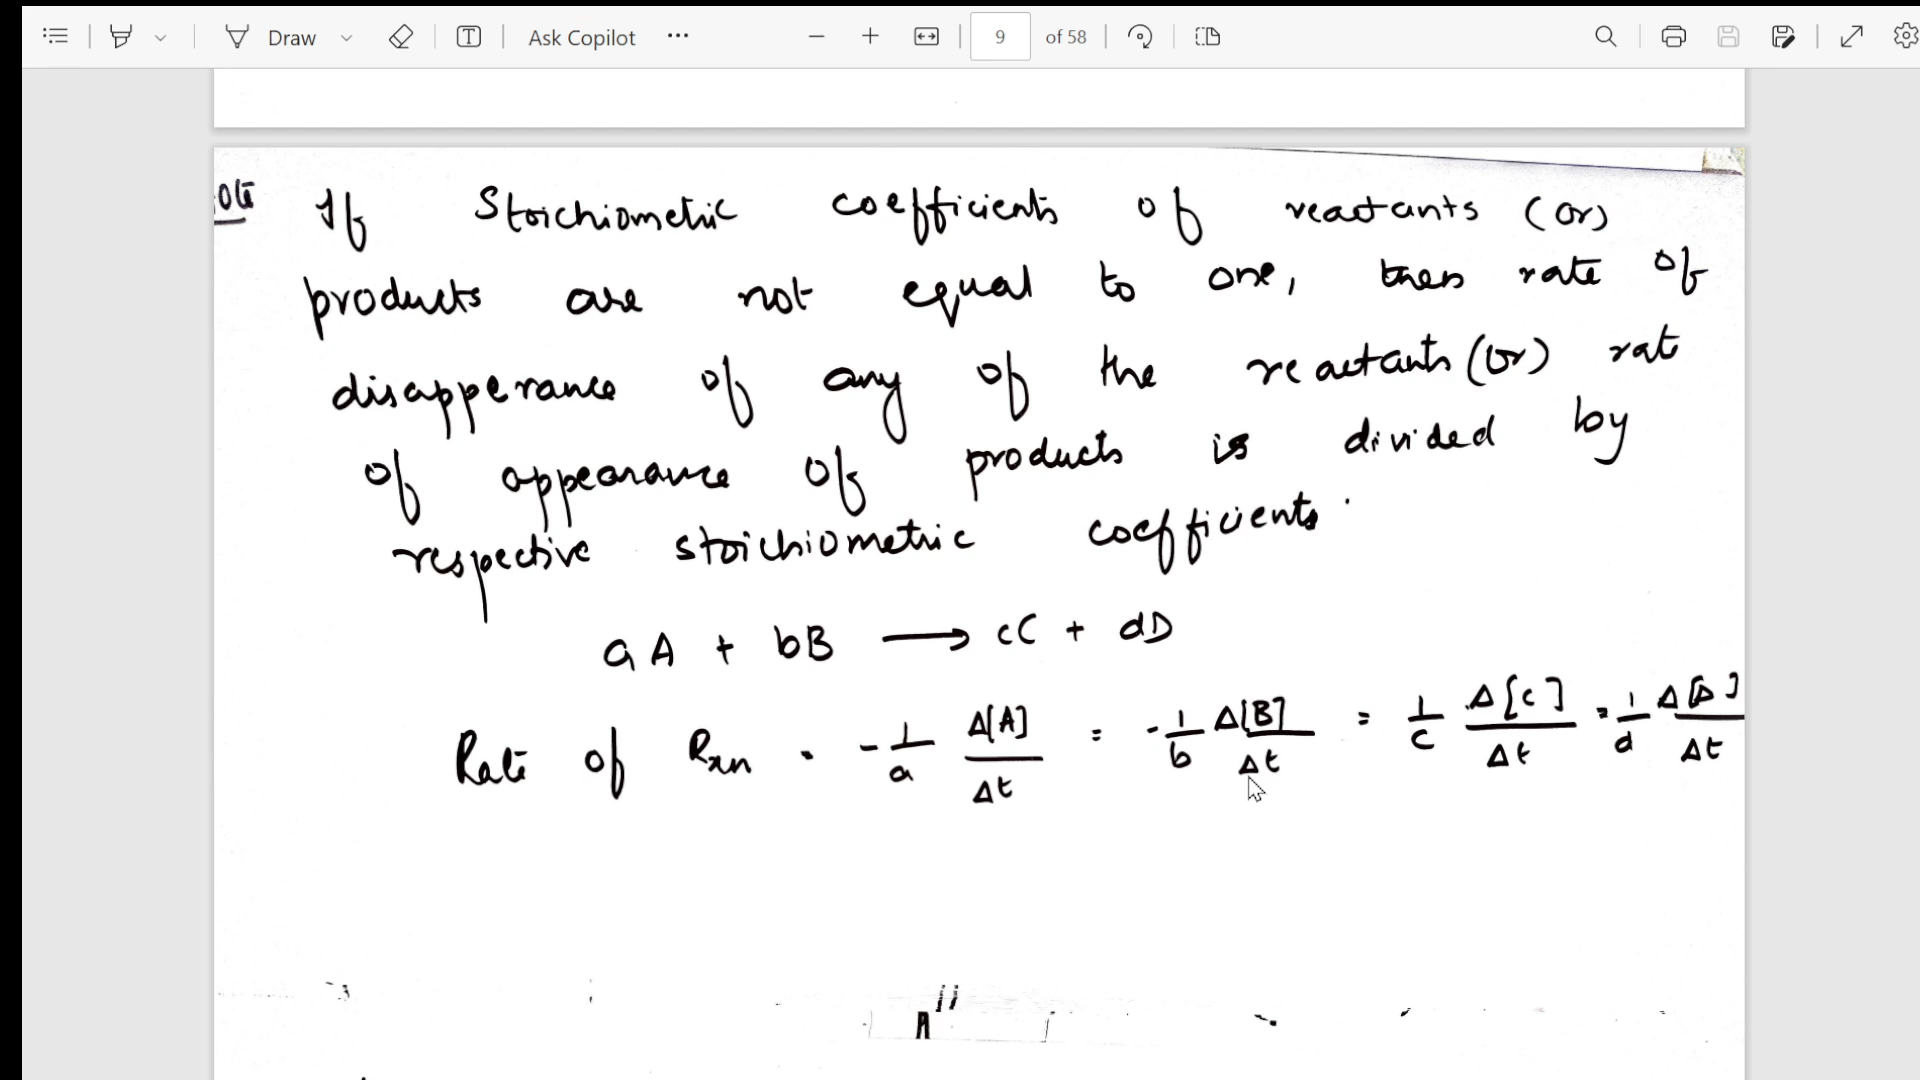 Draw
Ask Copilot
9 of 58
ote If Stoichiometric coefficients of reactants (or)
products are not equal to one, then rate of
disapperance of any of the reactants (or) rate
of appearance of products is divided by
respective stoichiometric coefficients.
aA + bB ⟶ cC + dD
Rate of Rxn = -1/a Δ[A]/Δt = -1/b Δ[B]/Δt = 1/c Δ[C]/Δt = 1/d Δ[D]/Δt